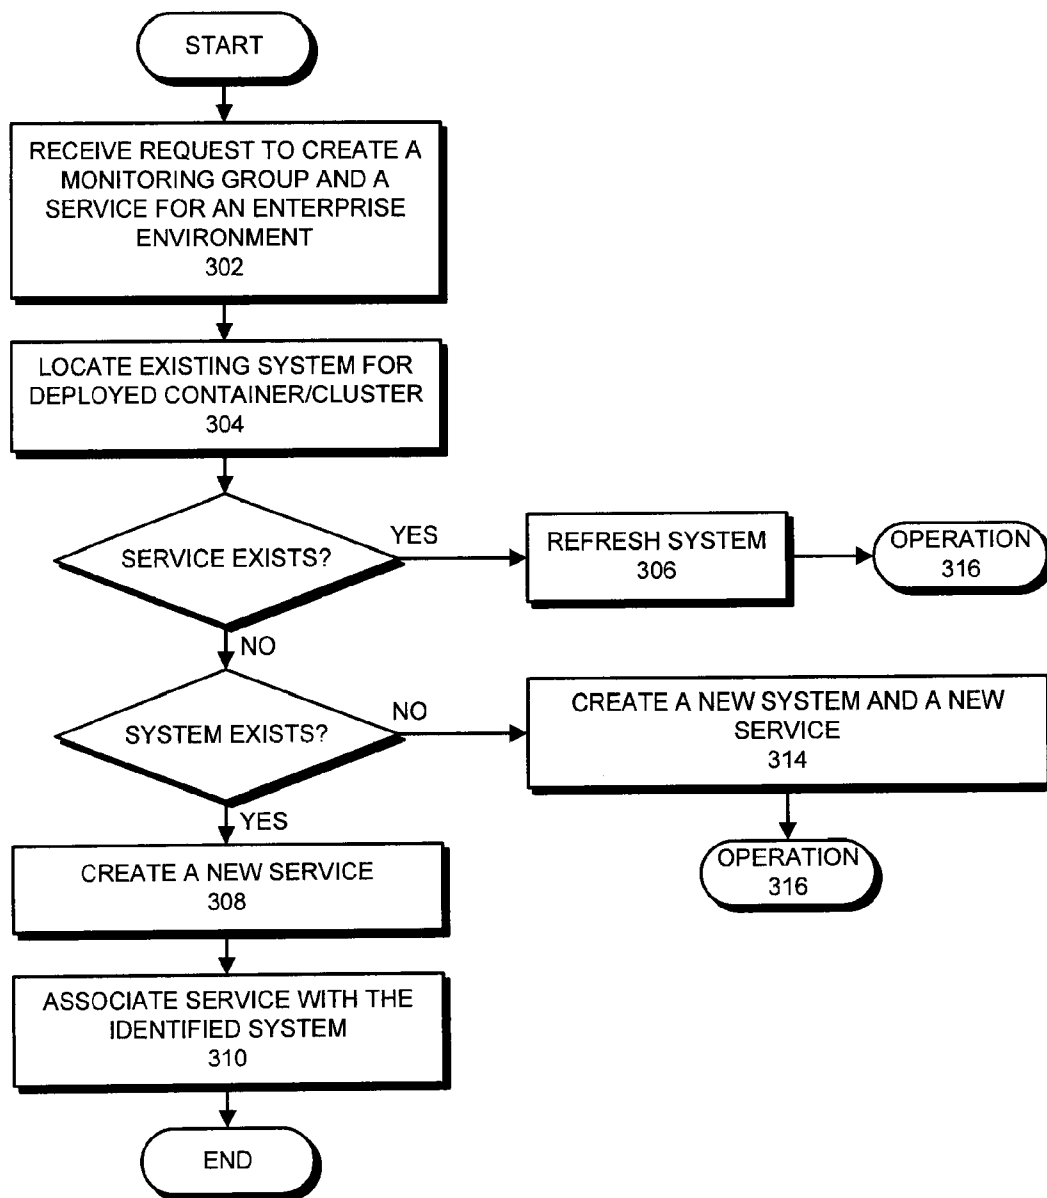 START
RECEIVE REQUEST TO CREATE A
MONITORING GROUP AND A
SERVICE FOR AN ENTERPRISE
ENVIRONMENT
302
LOCATE EXISTING SYSTEM FOR
DEPLOYED CONTAINER/CLUSTER
304
SERVICE EXISTS?
YES
REFRESH SYSTEM
306
OPERATION
316
NO
SYSTEM EXISTS?
NO
CREATE A NEW SYSTEM AND A NEW
SERVICE
314
OPERATION
316
YES
CREATE A NEW SERVICE
308
ASSOCIATE SERVICE WITH THE
IDENTIFIED SYSTEM
310
END